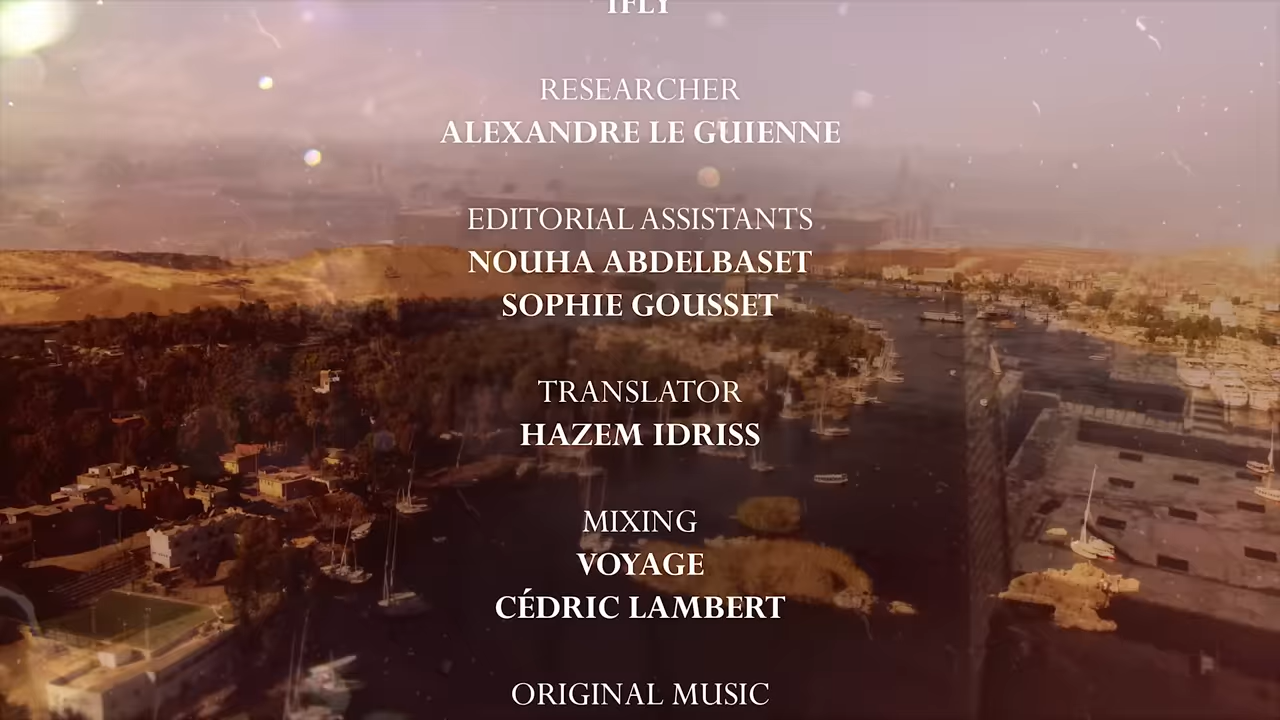 IFLY
RESEARCHER
ALEXANDRE LE GUIENNE
EDITORIAL ASSISTANTS
NOUHA ABDELBASET
SOPHIE GOUSSET
TRANSLATOR
HAZEM IDRISS
MIXING
VOYAGE
CÉDRIC LAMBERT
ORIGINAL MUSIC